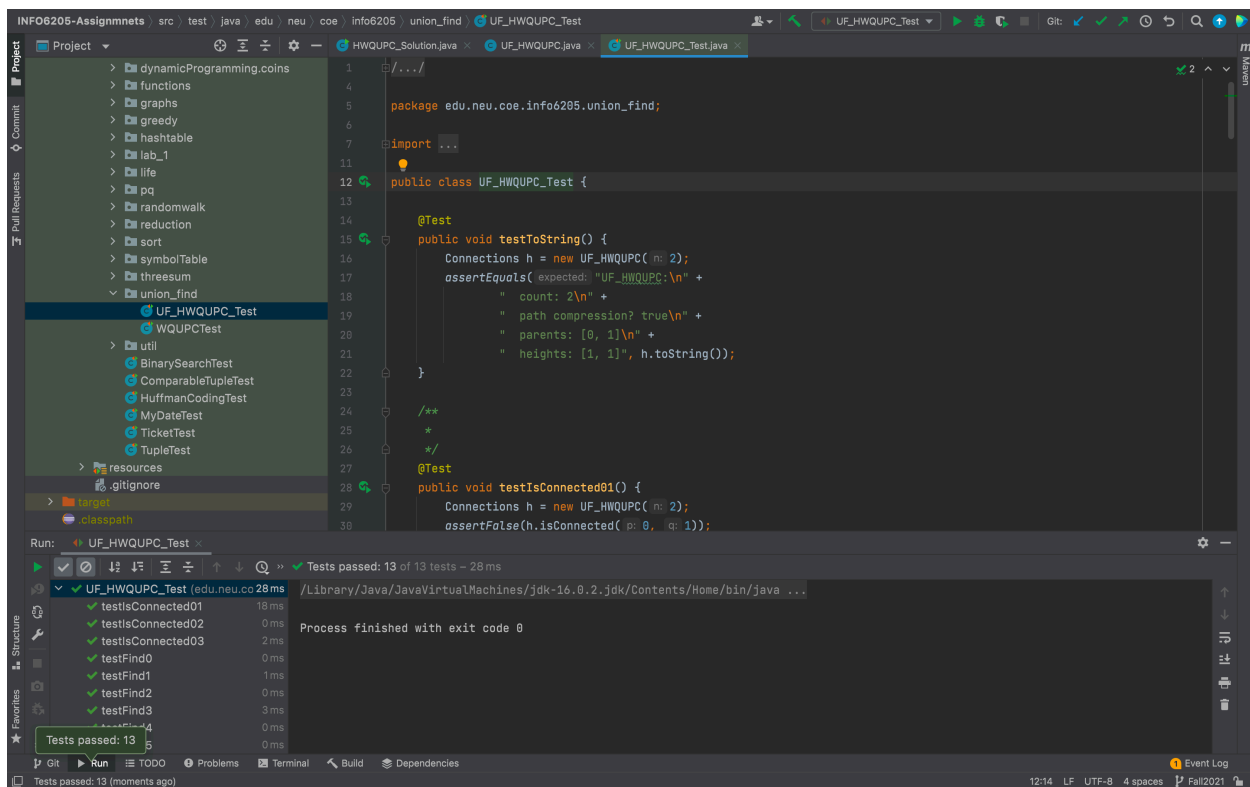 INFO6205-Assignmnets › src › test › java › edu › neu › coe › info6205 › union_find › UF_HWQUPC_Test
UF_HWQUPC_Test
Git:
Project
HWQUPC_Solution.java
UF_HWQUPC.java
UF_HWQUPC_Test.java
Project
Commit
Pull Requests
Structure
Favorites
Maven
dynamicProgramming.coins
functions
graphs
greedy
hashtable
lab_1
life
pq
randomwalk
reduction
sort
symbolTable
threesum
union_find
UF_HWQUPC_Test
WQUPCTest
util
BinarySearchTest
ComparableTupleTest
HuffmanCodingTest
MyDateTest
TicketTest
TupleTest
resources
.gitignore
target
.classpath
2
1 /.../
4
5 package edu.neu.coe.info6205.union_find;
6
7 import ...
11
12 public class UF_HWQUPC_Test {
13
14 @Test
15 public void testToString() {
16 Connections h = new UF_HWQUPC( n: 2);
17 assertEquals( expected: "UF_HWQUPC:\n" +
18 " count: 2\n" +
19 " path compression? true\n" +
20 " parents: [0, 1]\n" +
21 " heights: [1, 1]", h.toString());
22 }
23
24 /**
25 *
26 */
27 @Test
28 public void testIsConnected01() {
29 Connections h = new UF_HWQUPC( n: 2);
30 assertFalse(h.isConnected( p: 0, q: 1));
Run: UF_HWQUPC_Test
Tests passed: 13 of 13 tests – 28 ms
UF_HWQUPC_Test (edu.neu.co 28 ms
testIsConnected01 18 ms
testIsConnected02 0 ms
testIsConnected03 2 ms
testFind0 0 ms
testFind1 1 ms
testFind2 0 ms
testFind3 3 ms
0 ms
5 0 ms
Tests passed: 13
/Library/Java/JavaVirtualMachines/jdk-16.0.2.jdk/Contents/Home/bin/java ...
Process finished with exit code 0
Git Run TODO Problems Terminal Build Dependencies
1 Event Log
Tests passed: 13 (moments ago)
12:14 LF UTF-8 4 spaces Fall2021